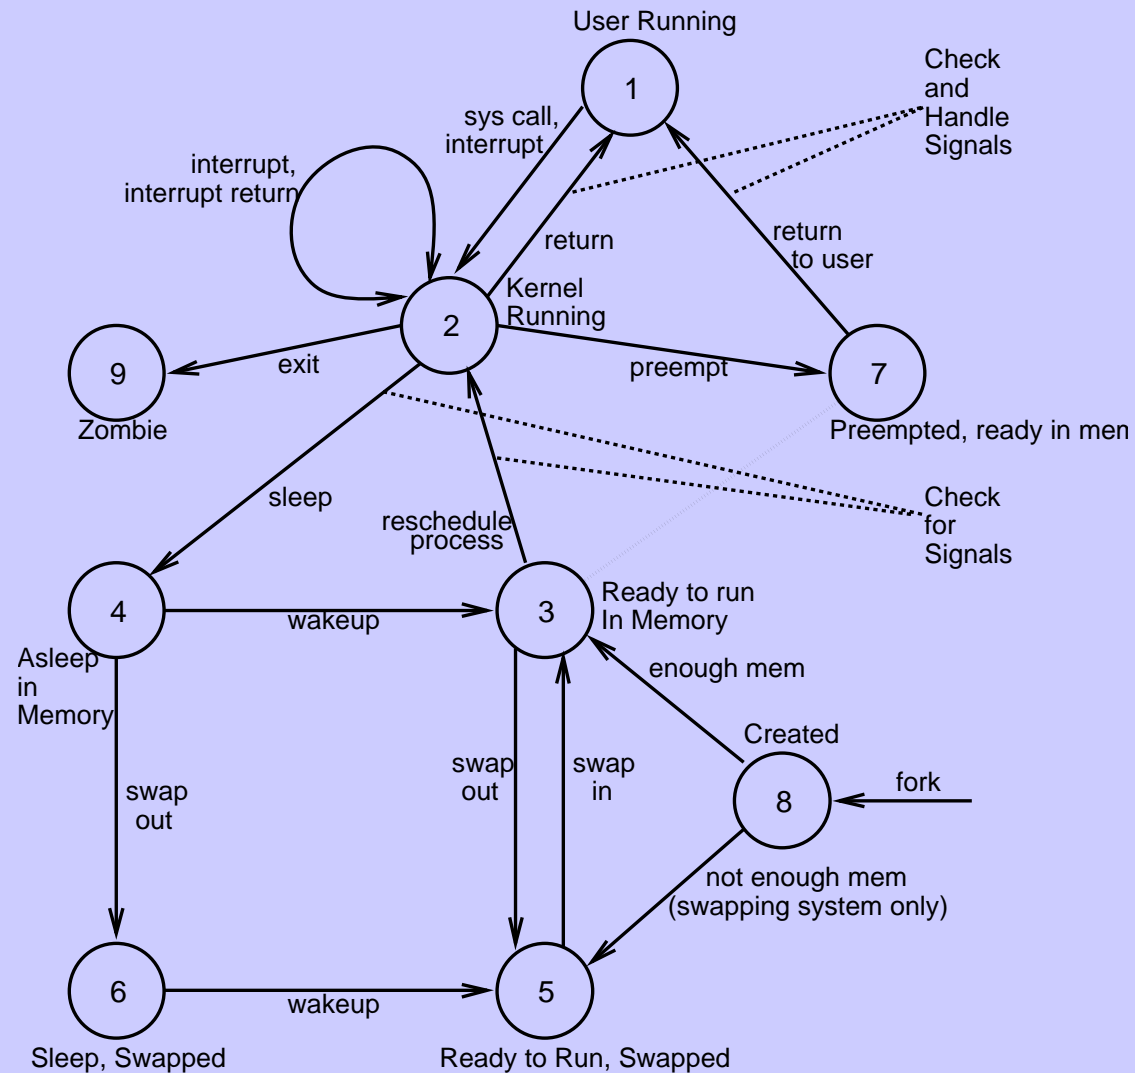 User Running
1
Check
and
Handle
Signals
sys call,
interrupt
interrupt,
interrupt return
return
return
to user
Kernel
Running
2
9
exit
preempt
7
Zombie
Preempted, ready in mem
sleep
reschedule
process
Check
for
Signals
4
wakeup
3
Ready to run
In Memory
Asleep
in
Memory
enough mem
Created
swap
out
swap
out
swap
in
8
fork
not enough mem
(swapping system only)
6
wakeup
5
Sleep, Swapped
Ready to Run, Swapped